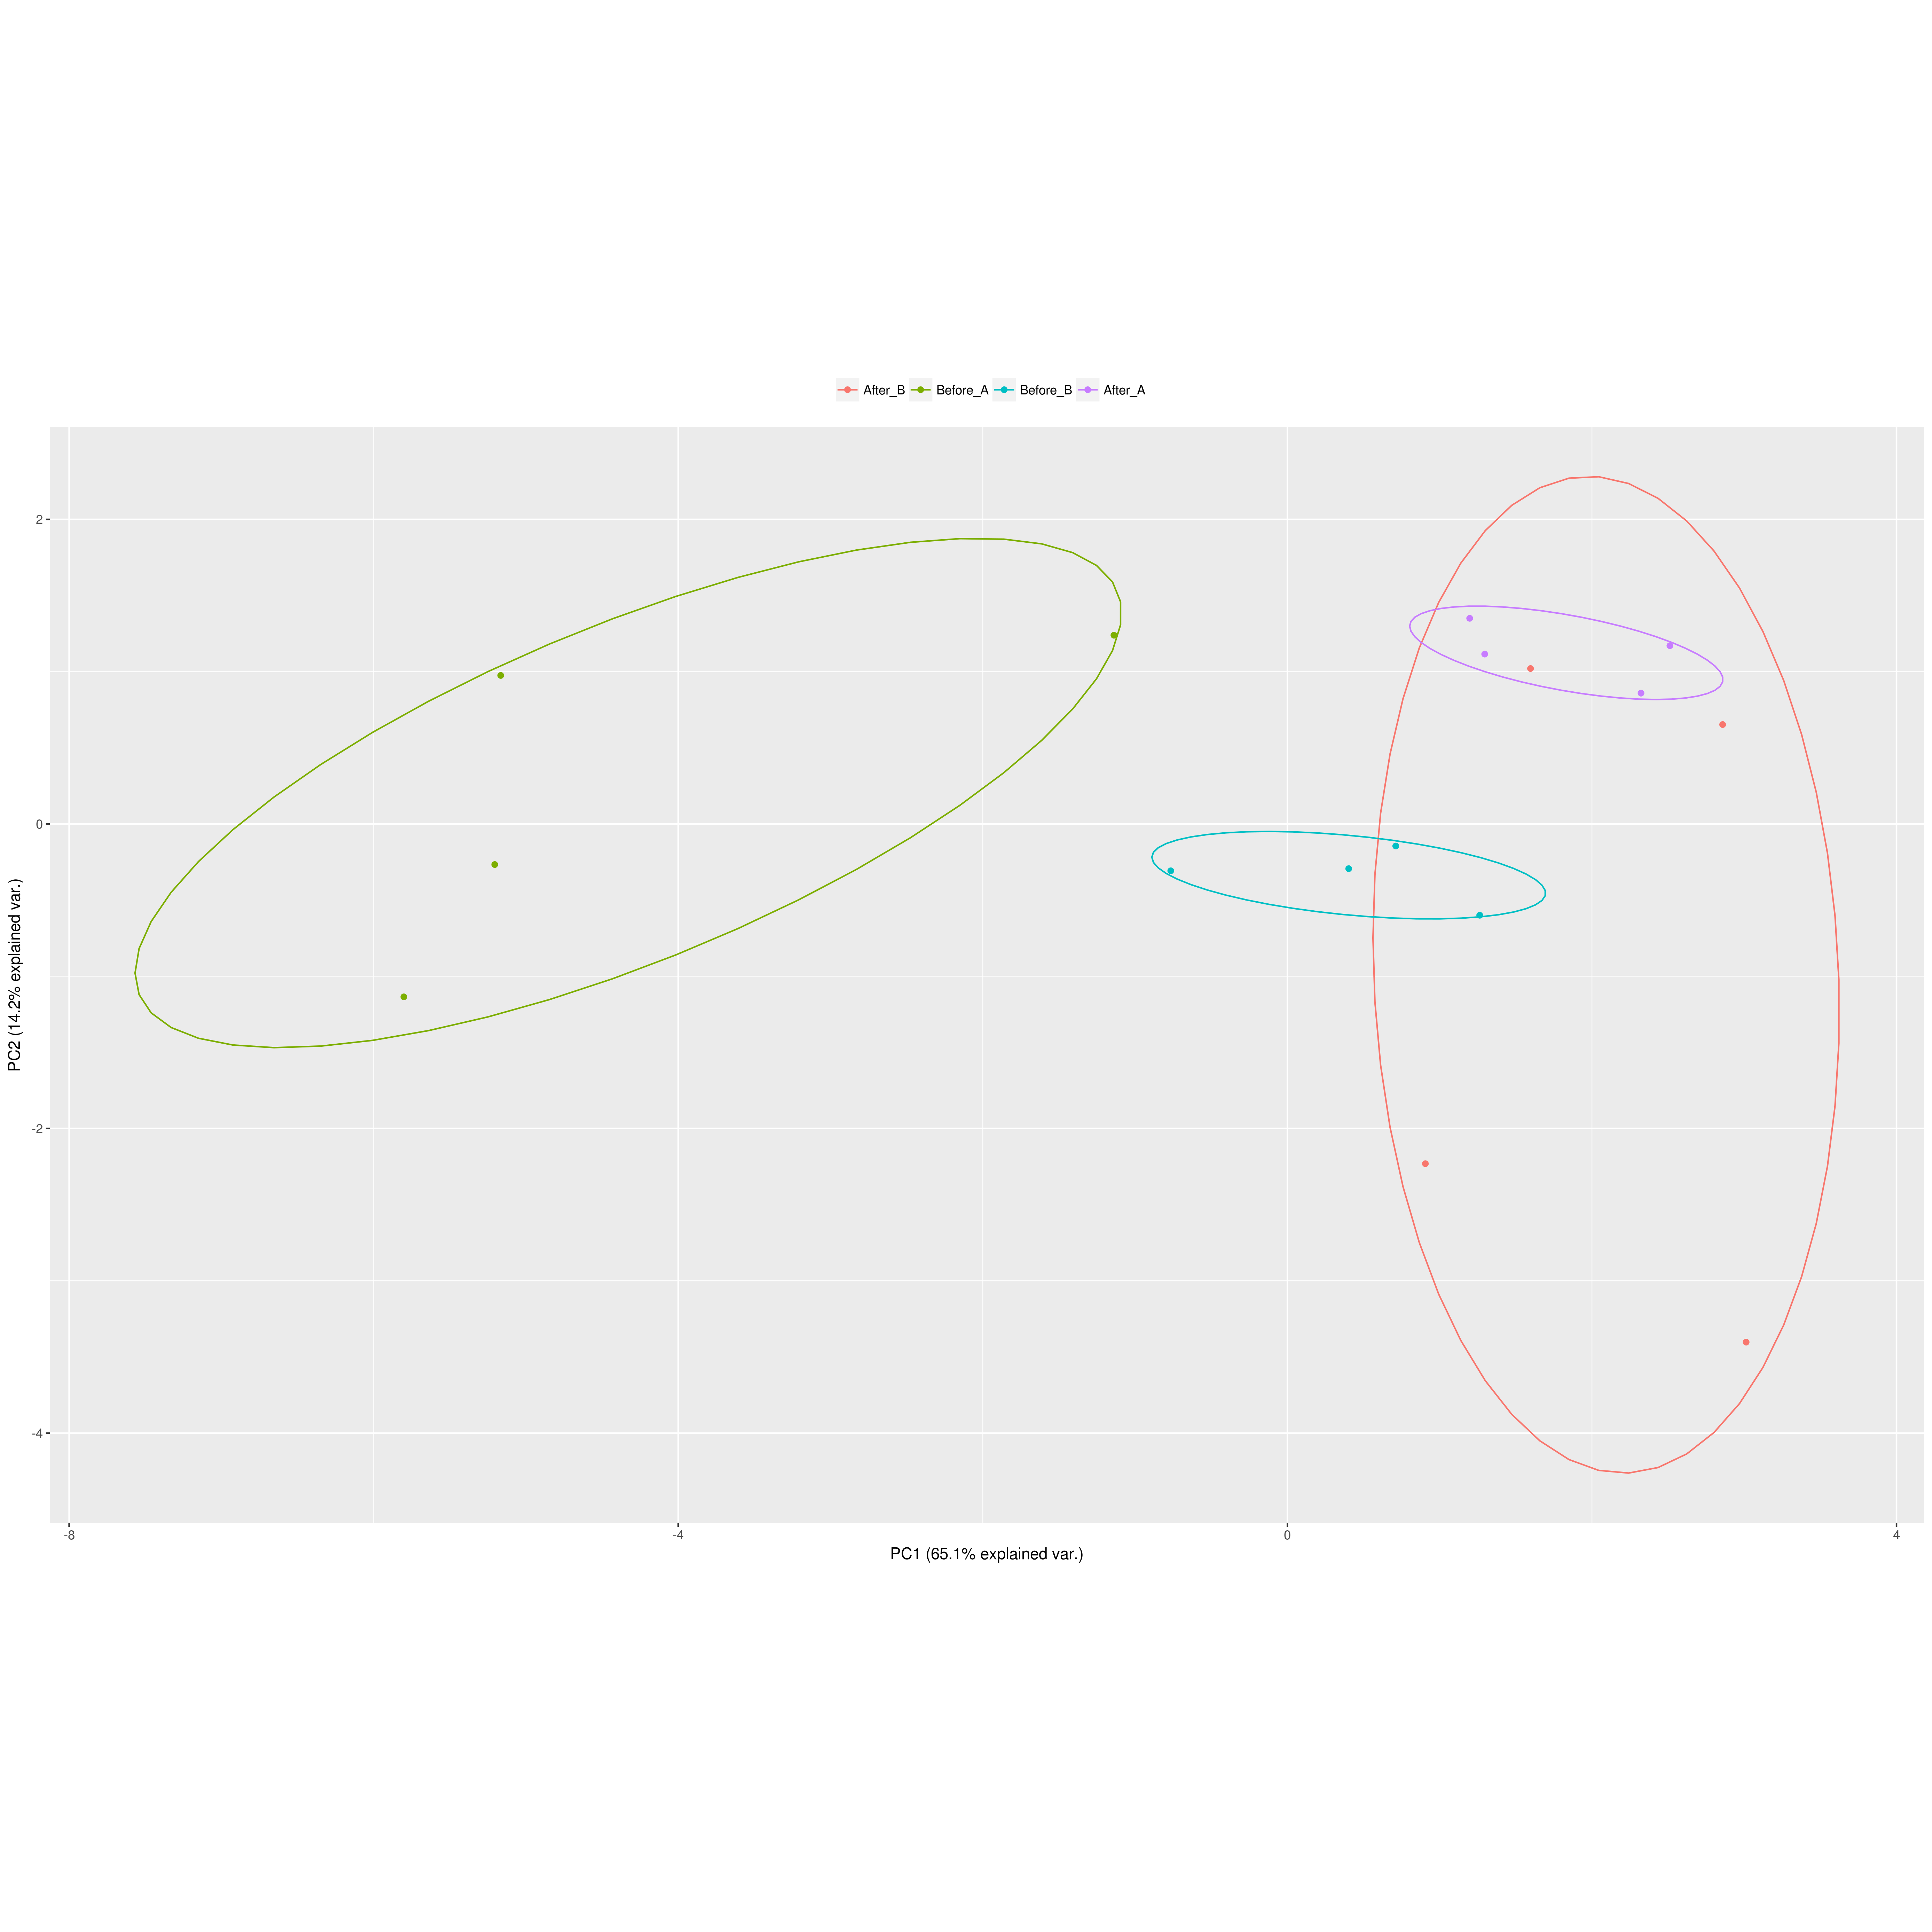 After_B Before_A Before_B After_A
2
0
-2
-4
PC2 (14.2% explained var.)
-8 -4 0 4
PC1 (65.1% explained var.)